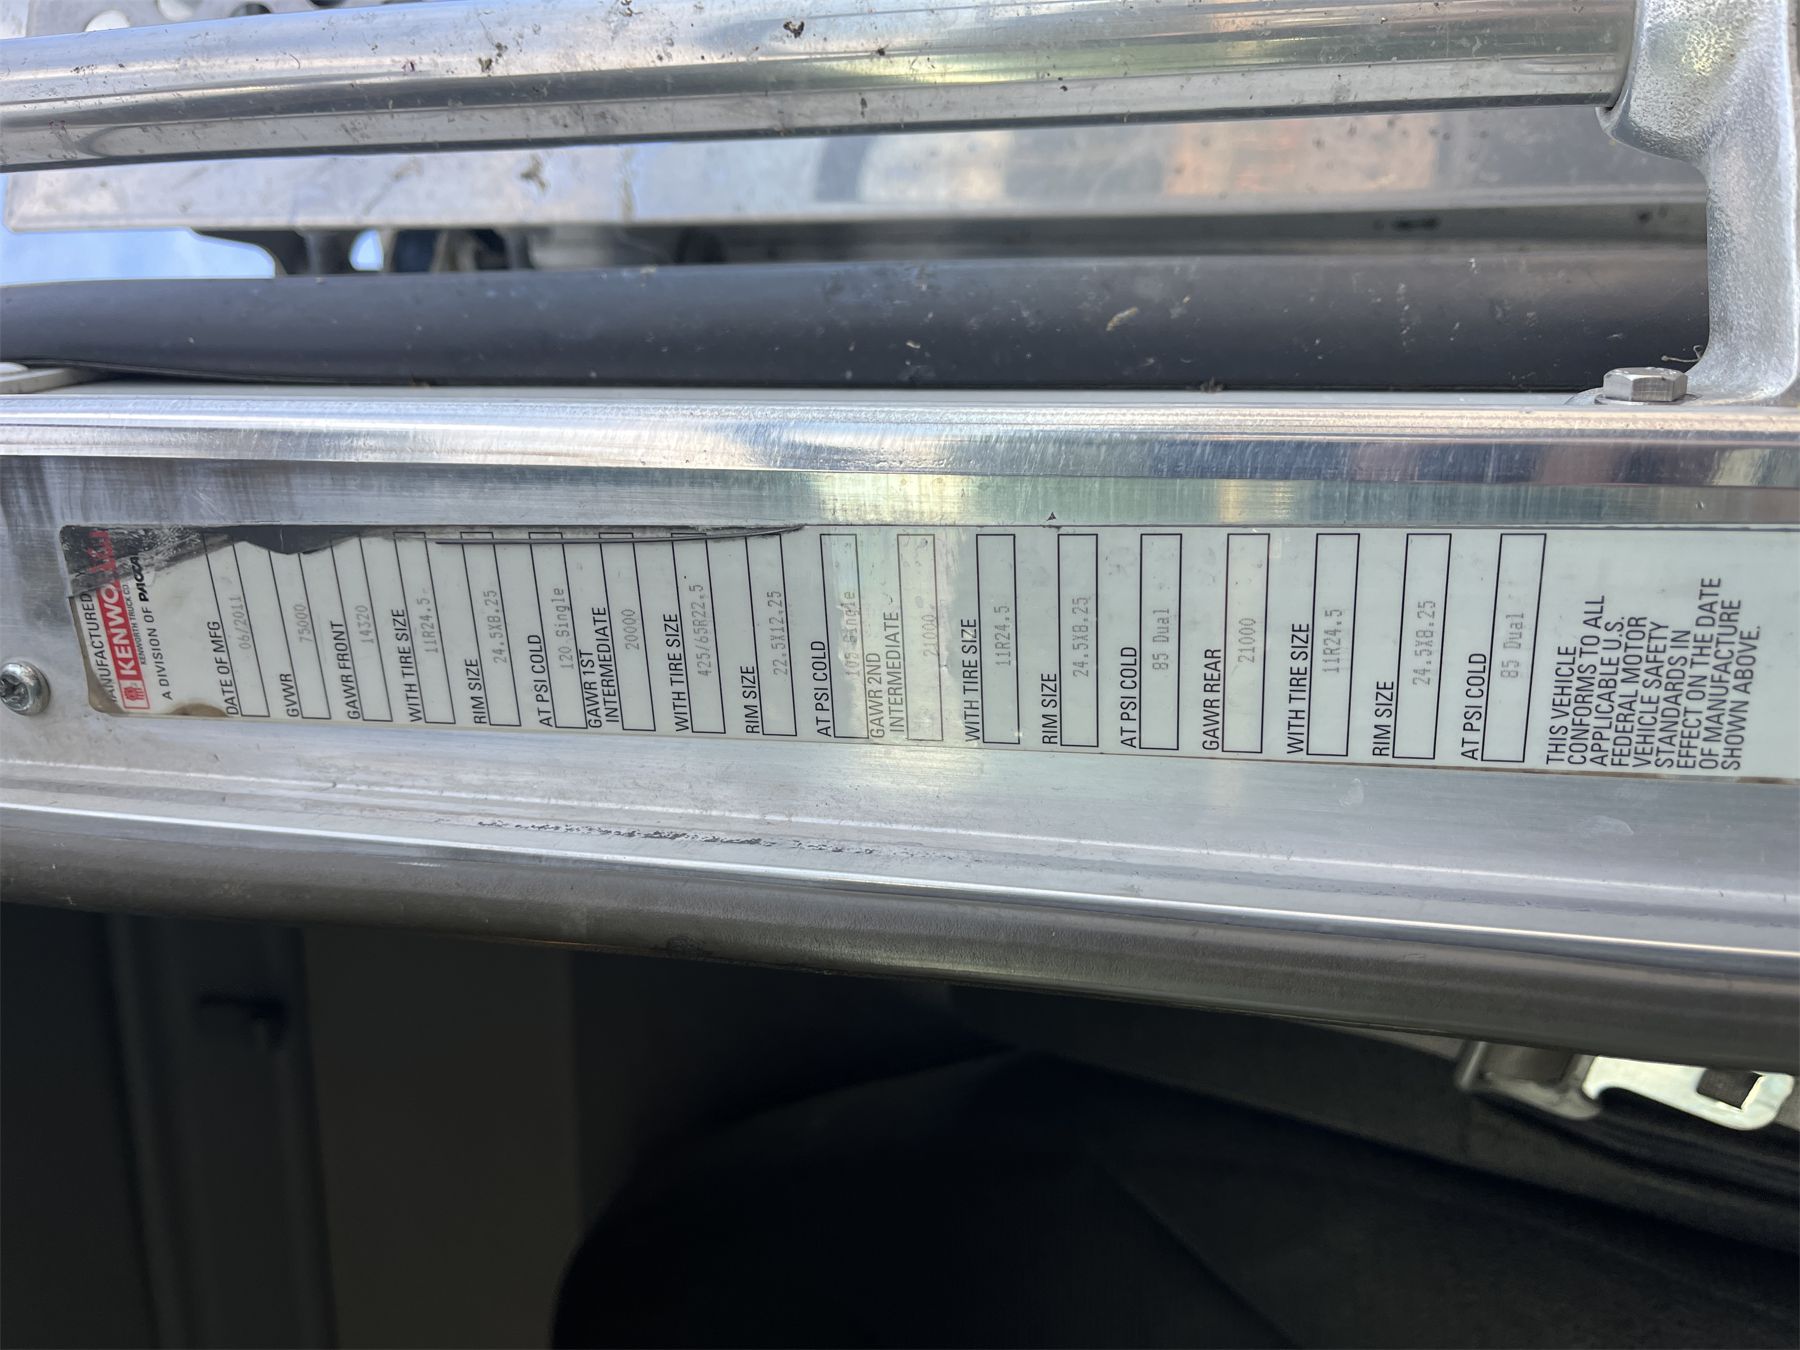 MANUFACTURED
KENWO
KENWORTH TRUCK CO.
A DIVISION OF PACCA
DATE OF MFG
06/2011
GVWR
75000
GAWR FRONT
14320
WITH TIRE SIZE
11R24.5
RIM SIZE
24.5X8.25
AT PSI COLD
120 Single
GAWR 1ST
INTERMEDIATE
20000
WITH TIRE SIZE
425/65R22.5
RIM SIZE
22.5X12.25
AT PSI COLD
105 Single
GAWR 2ND
INTERMEDIATE
21000
WITH TIRE SIZE
11R24.5
RIM SIZE
24.5X8.25
AT PSI COLD
85 Dual
GAWR REAR
21000
WITH TIRE SIZE
11R24.5
RIM SIZE
24.5X8.25
AT PSI COLD
85 Dual
THIS VEHICLE
CONFORMS TO ALL
APPLICABLE U.S.
FEDERAL MOTOR
VEHICLE SAFETY
STANDARDS IN
EFFECT ON THE DATE
OF MANUFACTURE
SHOWN ABOVE.